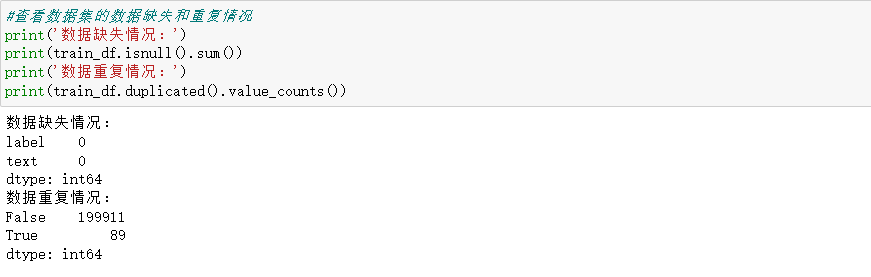 #查看数据集的数据缺失和重复情况
print('数据缺失情况：')
print(train_df.isnull().sum())
print('数据重复情况：')
print(train_df.duplicated().value_counts())
数据缺失情况：
label    0
text     0
dtype: int64
数据重复情况：
False    199911
True         89
dtype: int64